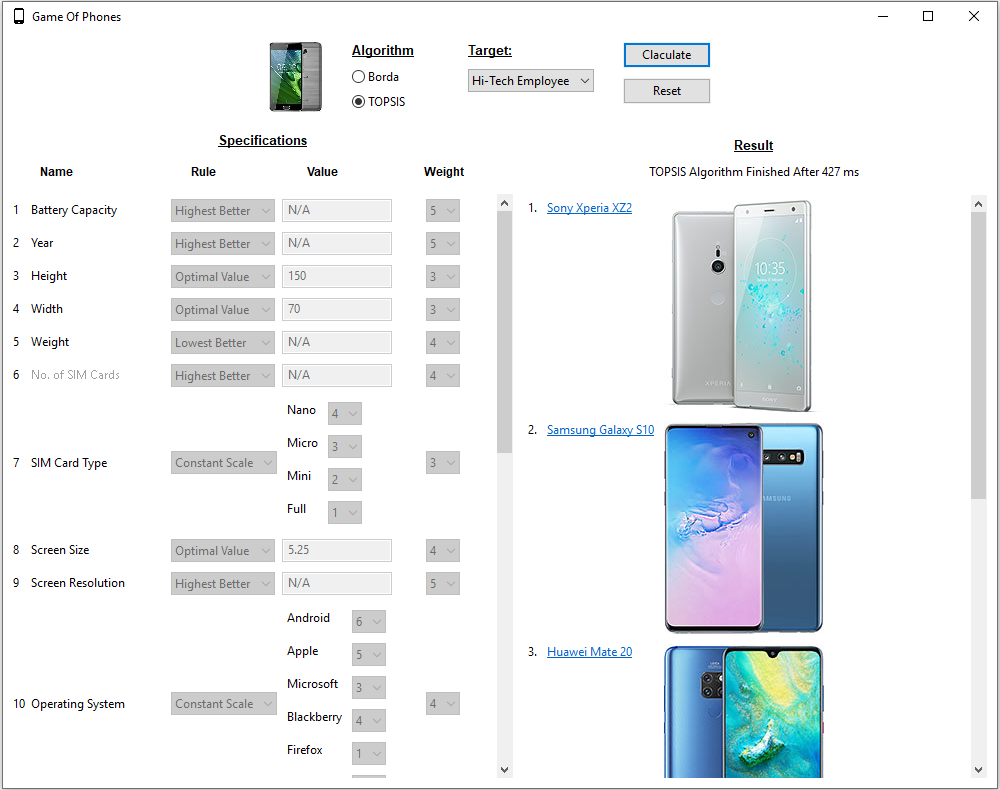 Game Of Phones
Algorithm
Borda
TOPSIS
Target:
Hi-Tech Employee
Claculate
Reset
Specifications
Name Rule Value Weight
1 Battery Capacity Highest Better N/A 5
2 Year Highest Better N/A 5
3 Height Optimal Value 150 3
4 Width Optimal Value 70 3
5 Weight Lowest Better N/A 4
6 No. of SIM Cards Highest Better N/A 4
7 SIM Card Type Constant Scale 3
Nano 4
Micro 3
Mini 2
Full 1
8 Screen Size Optimal Value 5.25 4
9 Screen Resolution Highest Better N/A 5
10 Operating System Constant Scale 4
Android 6
Apple 5
Microsoft 3
Blackberry 4
Firefox 1
Result
TOPSIS Algorithm Finished After 427 ms
1. Sony Xperia XZ2
10:35
XPERIA
SONY
2. Samsung Galaxy S10
SAMSUNG
3. Huawei Mate 20